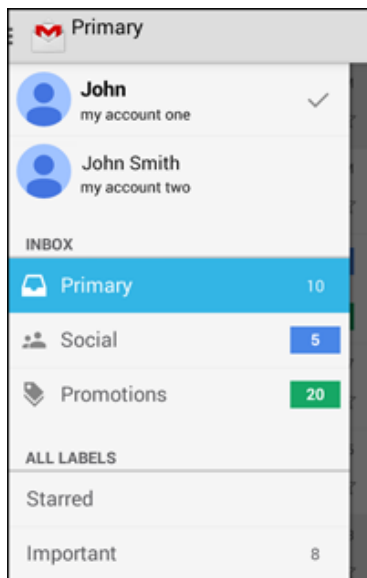 Primary
John
my account one
John Smith
my account two
INBOX
Primary 10
Social 5
Promotions 20
ALL LABELS
Starred
Important 8